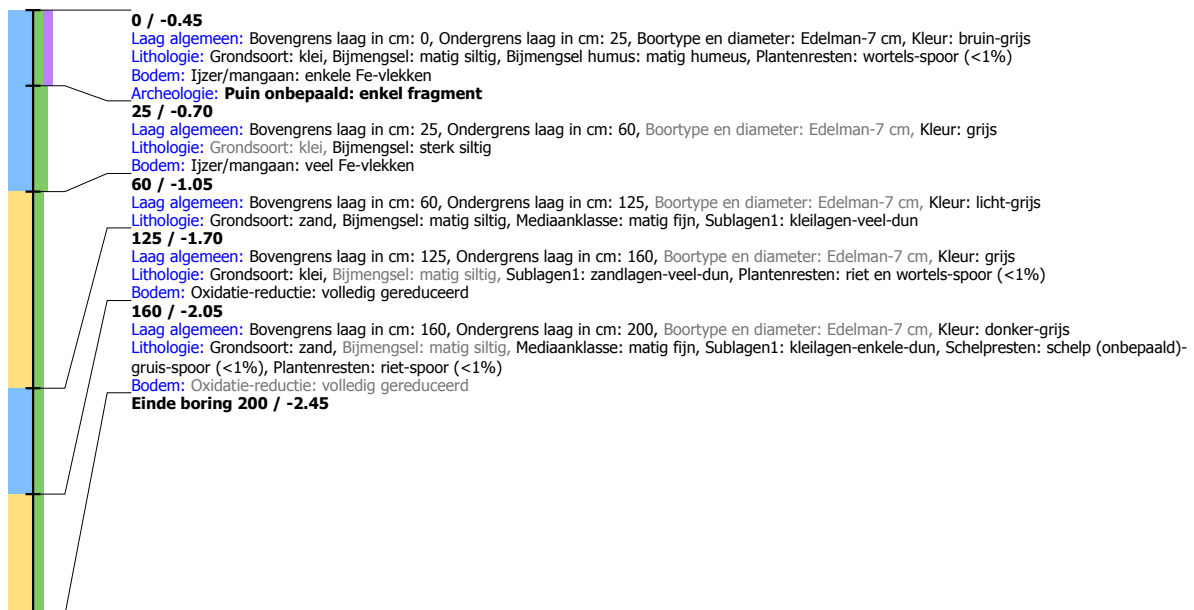 0 / -0.45
Laag algemeen: Bovengrens laag in cm: 0, Ondergrens laag in cm: 25, Boortype en diameter: Edelman-7 cm, Kleur: bruin-grijs
Lithologie: Grondsoort: klei, Bijmengsel: matig siltig, Bijmengsel humus: matig humeus, Plantenresten: wortels-spoor (<1%)
Bodem: Ijzer/mangaan: enkele Fe-vlekken
Archeologie: Puin onbepaald: enkel fragment
25 / -0.70
Laag algemeen: Bovengrens laag in cm: 25, Ondergrens laag in cm: 60, Boortype en diameter: Edelman-7 cm, Kleur: grijs
Lithologie: Grondsoort: klei, Bijmengsel: sterk siltig
Bodem: Ijzer/mangaan: veel Fe-vlekken
60 / -1.05
Laag algemeen: Bovengrens laag in cm: 60, Ondergrens laag in cm: 125, Boortype en diameter: Edelman-7 cm, Kleur: licht-grijs
Lithologie: Grondsoort: zand, Bijmengsel: matig siltig, Mediaanklasse: matig fijn, Sublagen1: kleilagen-veel-dun
125 / -1.70
Laag algemeen: Bovengrens laag in cm: 125, Ondergrens laag in cm: 160, Boortype en diameter: Edelman-7 cm, Kleur: grijs
Lithologie: Grondsoort: klei, Bijmengsel: matig siltig, Sublagen1: zandlagen-veel-dun, Plantenresten: riet en wortels-spoor (<1%)
Bodem: Oxidatie-reductie: volledig gereduceerd
160 / -2.05
Laag algemeen: Bovengrens laag in cm: 160, Ondergrens laag in cm: 200, Boortype en diameter: Edelman-7 cm, Kleur: donker-grijs
Lithologie: Grondsoort: zand, Bijmengsel: matig siltig, Mediaanklasse: matig fijn, Sublagen1: kleilagen-enkele-dun, Schelpresten: schelp (onbepaald)-
gruis-spoor (<1%), Plantenresten: riet-spoor (<1%)
Bodem: Oxidatie-reductie: volledig gereduceerd
Einde boring 200 / -2.45